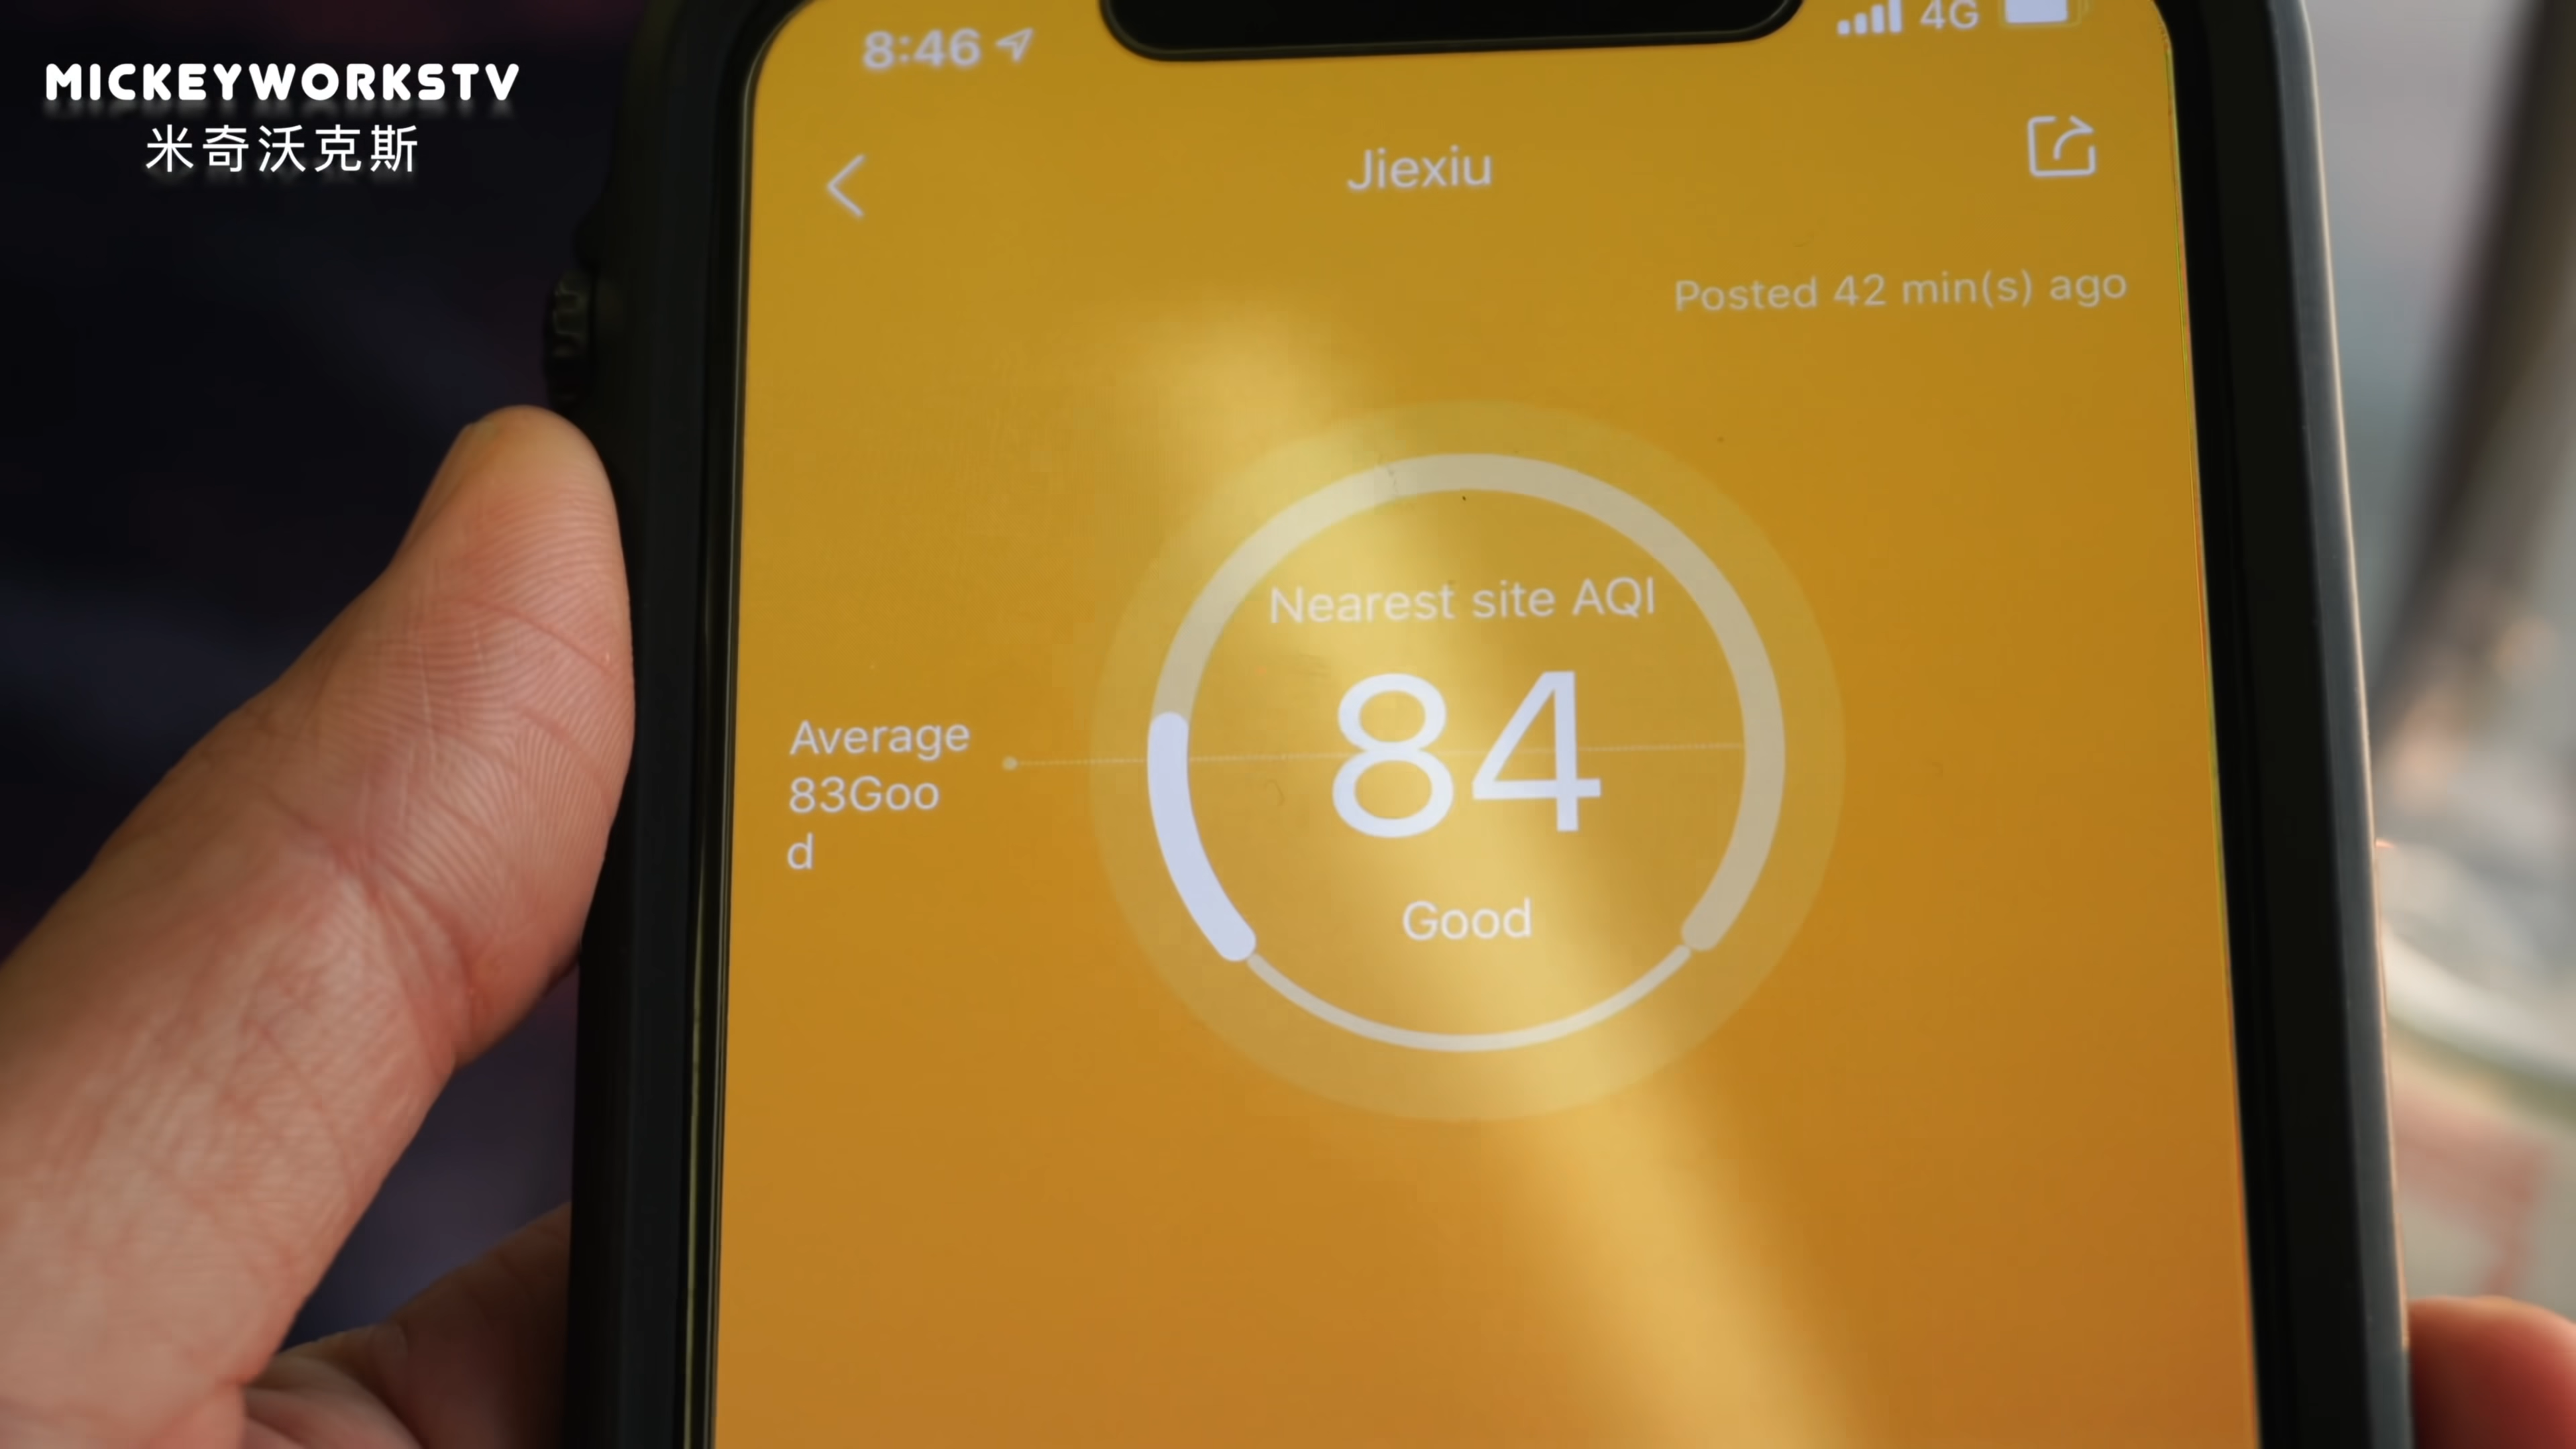 MICKEYWORKSTV
米奇沃克斯
8:46
4G
Jiexiu
Posted 42 min(s) ago
Nearest site AQI
84
Good
Average
83Goo
d